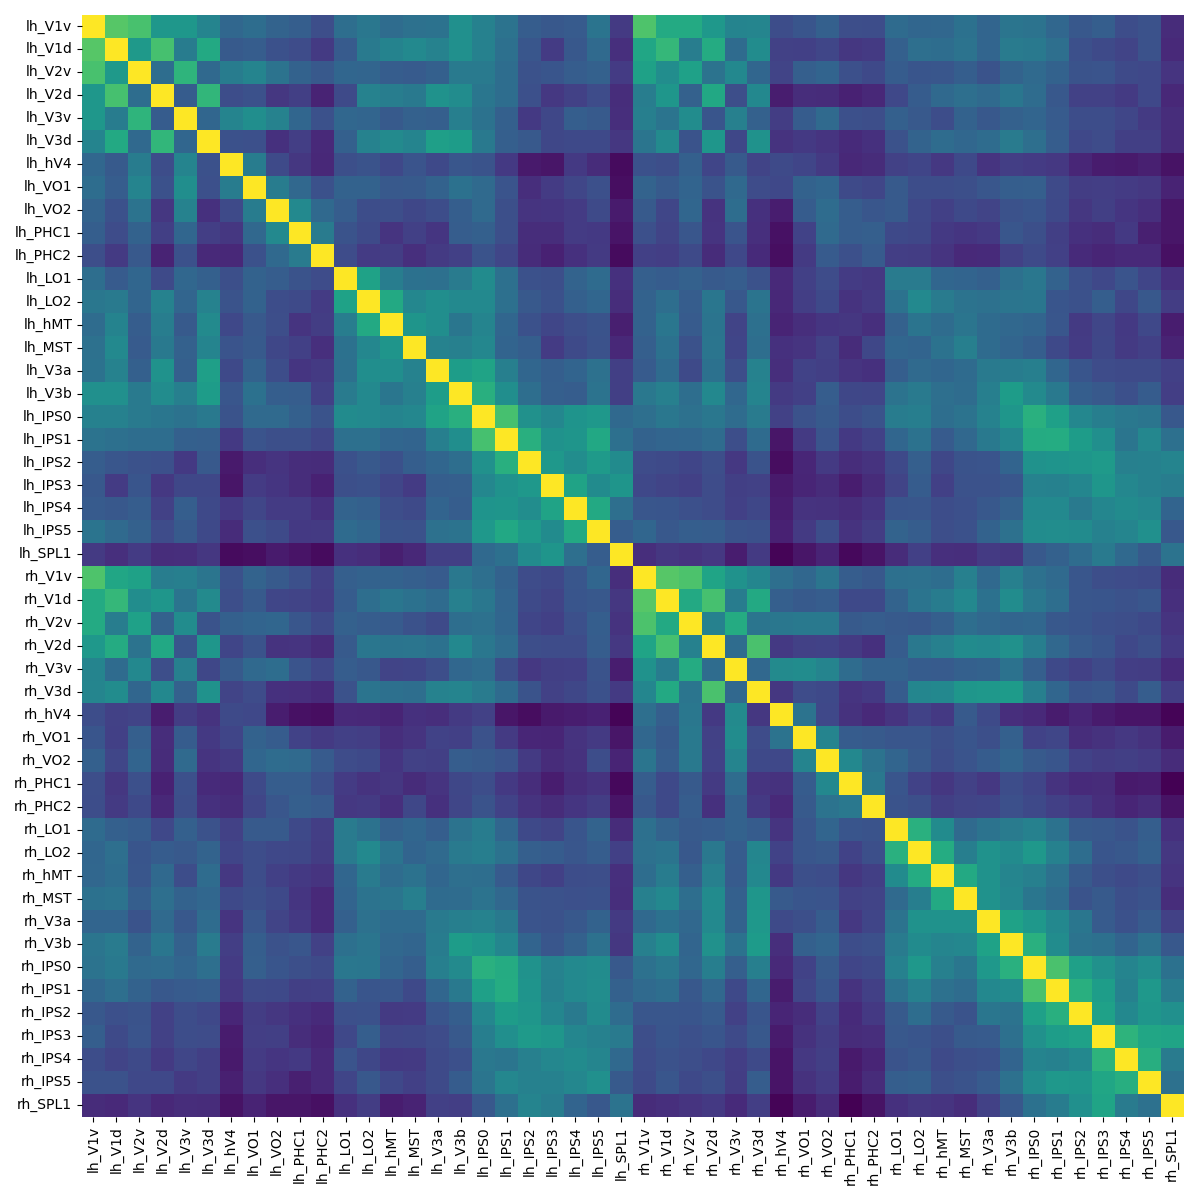 lh_V1v
lh_V1d
lh_V2v
lh_V2d
lh_V3v
lh_V3d
lh_hV4
lh_VO1
lh_VO2
lh_PHC1
lh_PHC2
lh_LO1
lh_LO2
lh_hMT
lh_MST
lh_V3a
lh_V3b
lh_IPS0
lh_IPS1
lh_IPS2
lh_IPS3
lh_IPS4
lh_IPS5
lh_SPL1
rh_V1v
rh_V1d
rh_V2v
rh_V2d
rh_V3v
rh_V3d
rh_hV4
rh_VO1
rh_VO2
rh_PHC1
rh_PHC2
rh_LO1
rh_LO2
rh_hMT
rh_MST
rh_V3a
rh_V3b
rh_IPS0
rh_IPS1
rh_IPS2
rh_IPS3
rh_IPS4
rh_IPS5
rh_SPL1
lh_V1v
lh_V1d
lh_V2v
lh_V2d
lh_V3v
lh_V3d
lh_hV4
lh_VO1
lh_VO2
lh_PHC1
lh_PHC2
lh_LO1
lh_LO2
lh_hMT
lh_MST
lh_V3a
lh_V3b
lh_IPS0
lh_IPS1
lh_IPS2
lh_IPS3
lh_IPS4
lh_IPS5
lh_SPL1
rh_V1v
rh_V1d
rh_V2v
rh_V2d
rh_V3v
rh_V3d
rh_hV4
rh_VO1
rh_VO2
rh_PHC1
rh_PHC2
rh_LO1
rh_LO2
rh_hMT
rh_MST
rh_V3a
rh_V3b
rh_IPS0
rh_IPS1
rh_IPS2
rh_IPS3
rh_IPS4
rh_IPS5
rh_SPL1